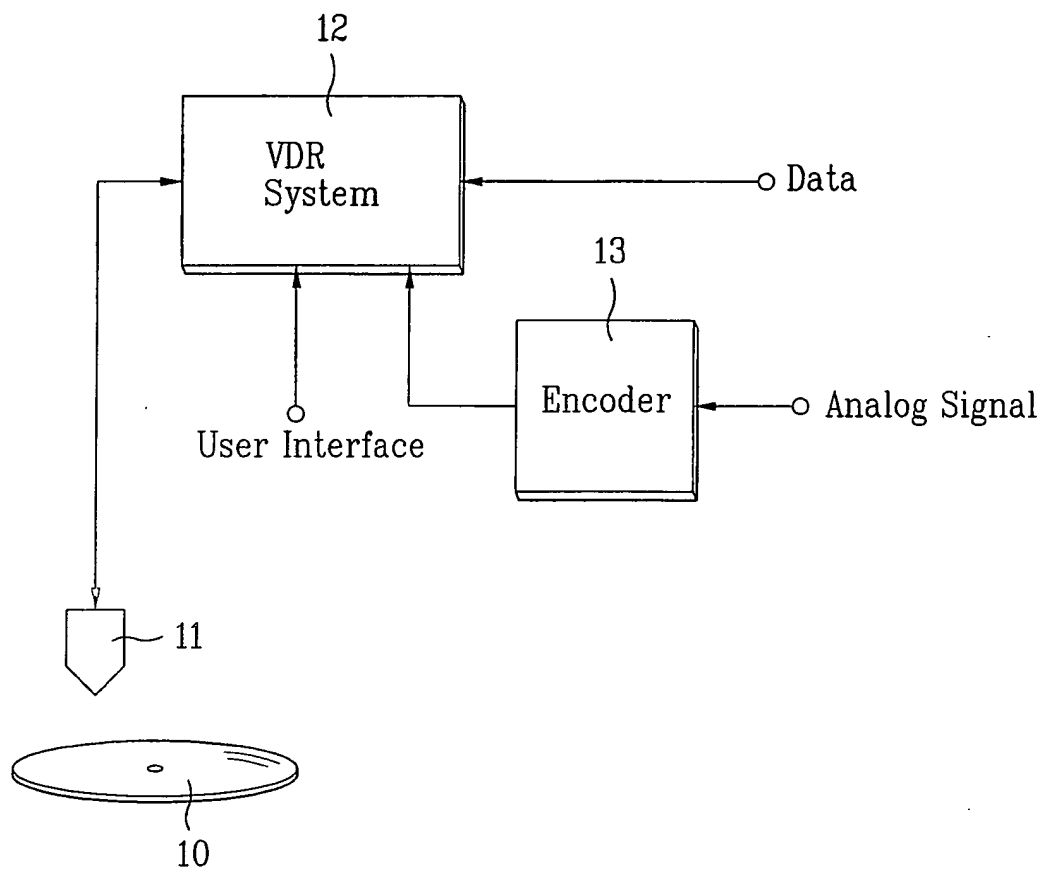 12
VDR
System
Data
13
Encoder
Analog Signal
User Interface
11
10